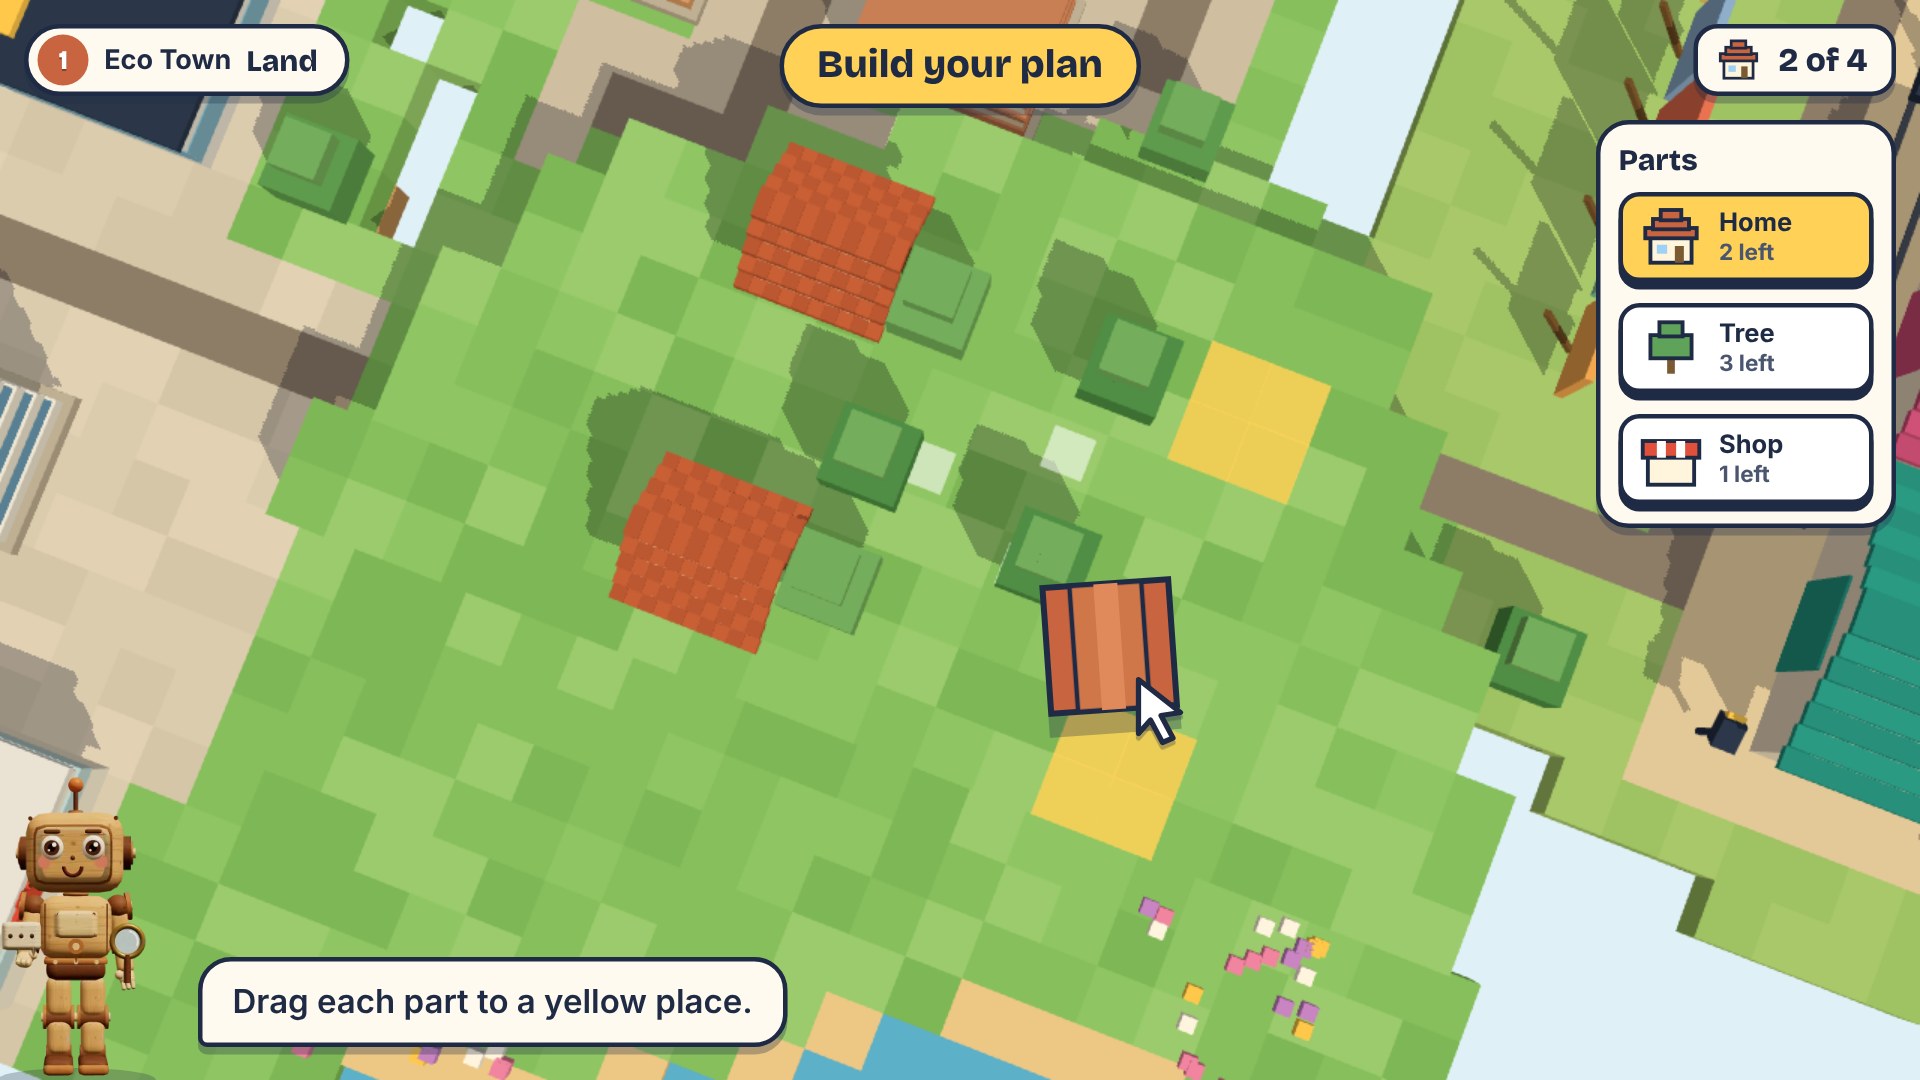 1 Eco Town Land
Build your plan
2 of 4
Parts
Home
2 left
Tree
3 left
Shop
1 left
Drag each part to a yellow place.